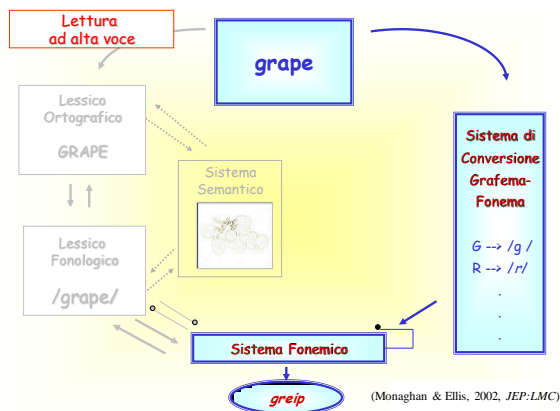 Lettura
ad alta voce
grape
Lessico
Ortografico
GRAPE
Sistema
Semantico
Lessico
Fonologico
/grape/
Sistema di
Conversione
Grafema-
Fonema
G --> /g /
R --> /r/
.
.
.
Sistema Fonemico
greip
(Monaghan & Ellis, 2002, JEP:LMC)